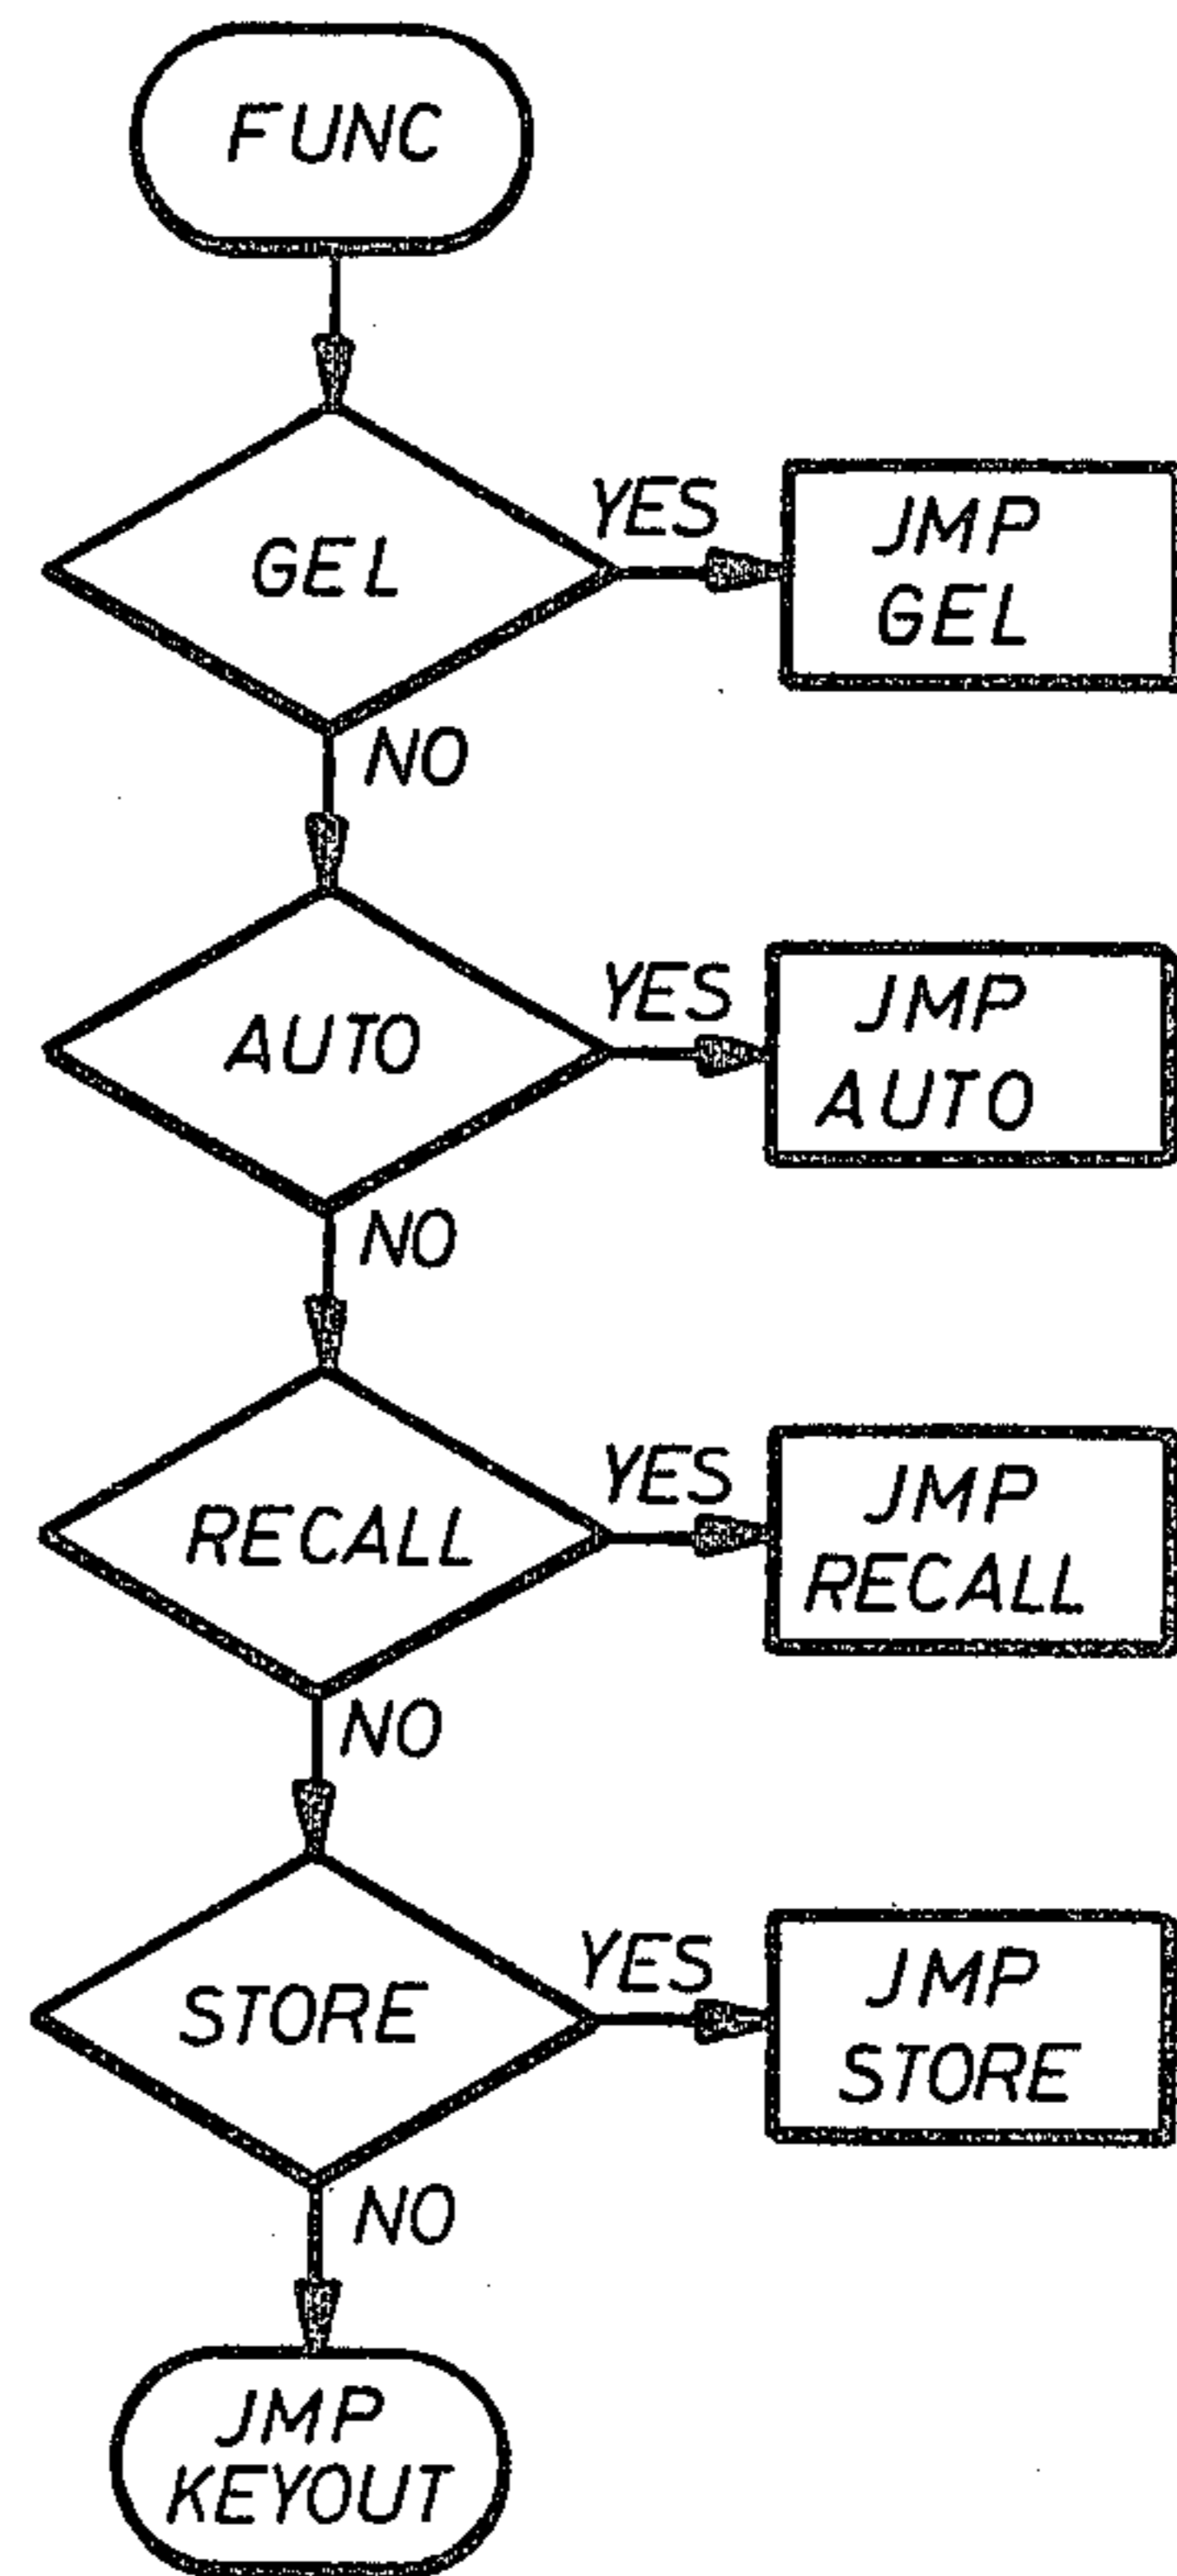 FUNC
GEL
YES
JMP
GEL
NO
AUTO
YES
JMP
AUTO
NO
RECALL
YES
JMP
RECALL
NO
STORE
YES
JMP
STORE
NO
JMP
KEYOUT